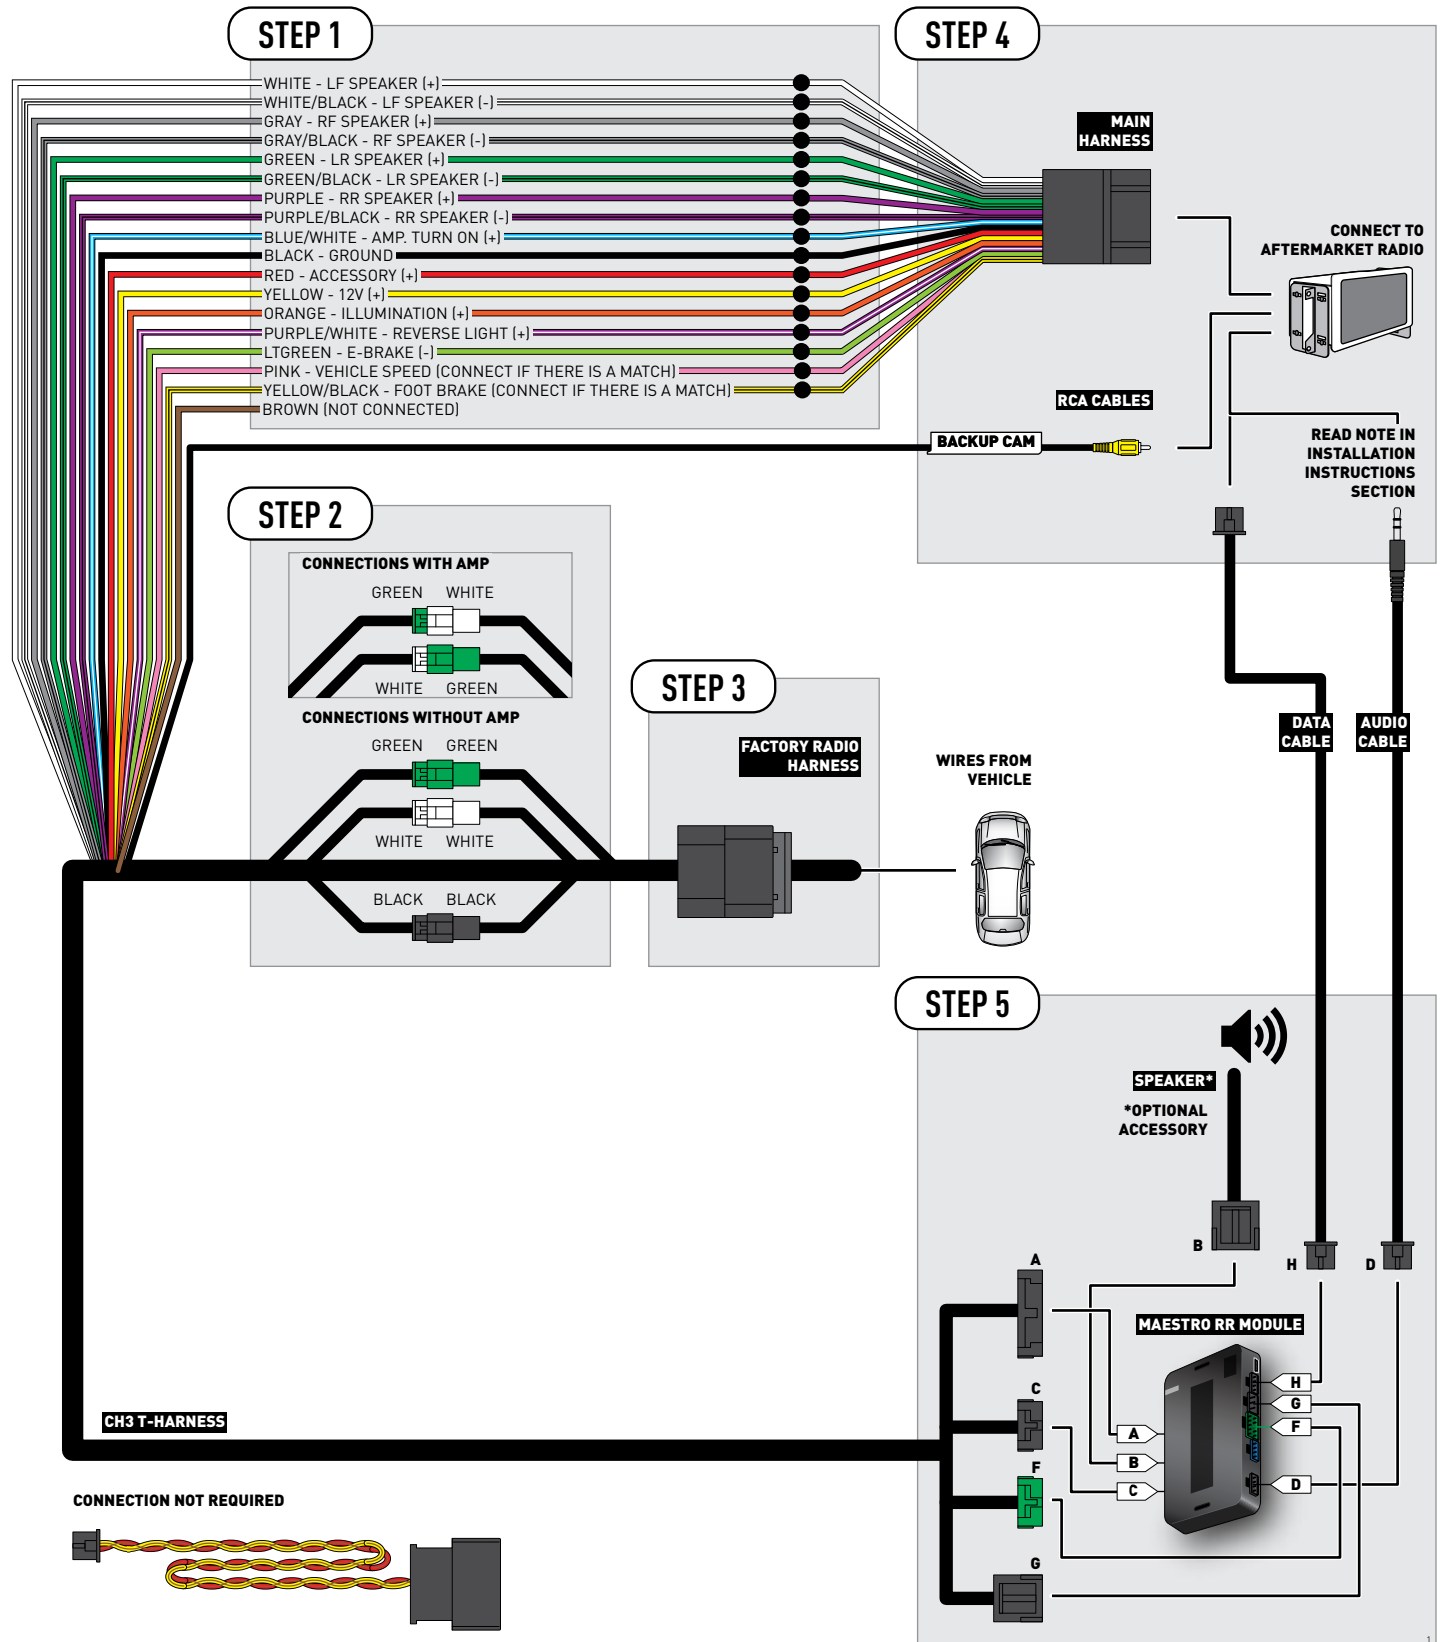 STEP 1
WHITE - LF SPEAKER (+)
WHITE/BLACK - LF SPEAKER (-)
GRAY - RF SPEAKER (+)
GRAY/BLACK - RF SPEAKER (-)
GREEN - LR SPEAKER (+)
GREEN/BLACK - LR SPEAKER (-)
PURPLE - RR SPEAKER (+)
PURPLE/BLACK - RR SPEAKER (-)
BLUE/WHITE - AMP. TURN ON (+)
BLACK - GROUND
RED - ACCESSORY (+)
YELLOW - 12V (+)
ORANGE - ILLUMINATION (+)
PURPLE/WHITE - REVERSE LIGHT (+)
LTGREEN - E-BRAKE (-)
PINK - VEHICLE SPEED (CONNECT IF THERE IS A MATCH)
YELLOW/BLACK - FOOT BRAKE (CONNECT IF THERE IS A MATCH)
BROWN (NOT CONNECTED)
STEP 4
MAIN
HARNESS
CONNECT TO
AFTERMARKET RADIO
RCA CABLES
BACKUP CAM
READ NOTE IN
INSTALLATION
INSTRUCTIONS
SECTION
STEP 2
CONNECTIONS WITH AMP
GREEN WHITE
WHITE GREEN
CONNECTIONS WITHOUT AMP
GREEN GREEN
WHITE WHITE
BLACK BLACK
STEP 3
FACTORY RADIO
HARNESS
WIRES FROM
VEHICLE
DATA
CABLE
AUDIO
CABLE
STEP 5
SPEAKER*
*OPTIONAL
ACCESSORY
B
H
D
A
MAESTRO RR MODULE
H
G
F
D
A
B
C
C
F
G
CH3 T-HARNESS
CONNECTION NOT REQUIRED
1